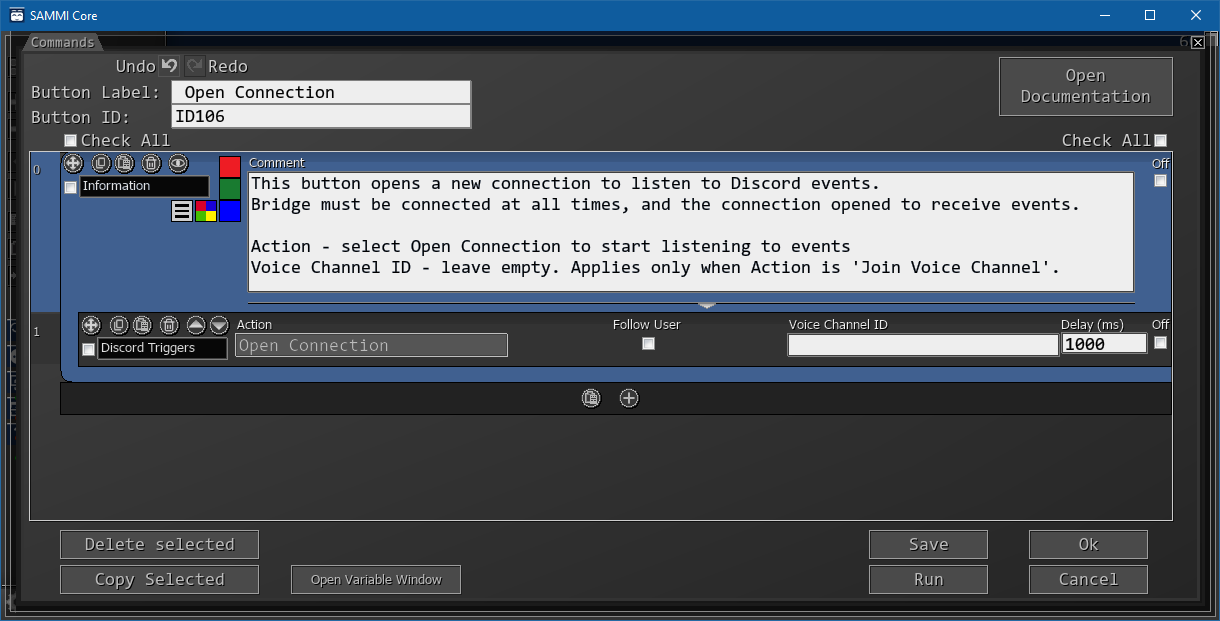 SAMMI Core
Commands
Undo Redo
Button Label: Open Connection
Button ID: ID106
Open
Documentation
Check All
Check All
0
Comment
Off
Information
This button opens a new connection to listen to Discord events.
Bridge must be connected at all times, and the connection opened to receive events.
Action - select Open Connection to start listening to events
Voice Channel ID - leave empty. Applies only when Action is 'Join Voice Channel'.
1
Action Follow User Voice Channel ID Delay (ms) Off
Discord Triggers Open Connection 1000
Delete selected
Save
Ok
Copy Selected
Open Variable Window
Run
Cancel